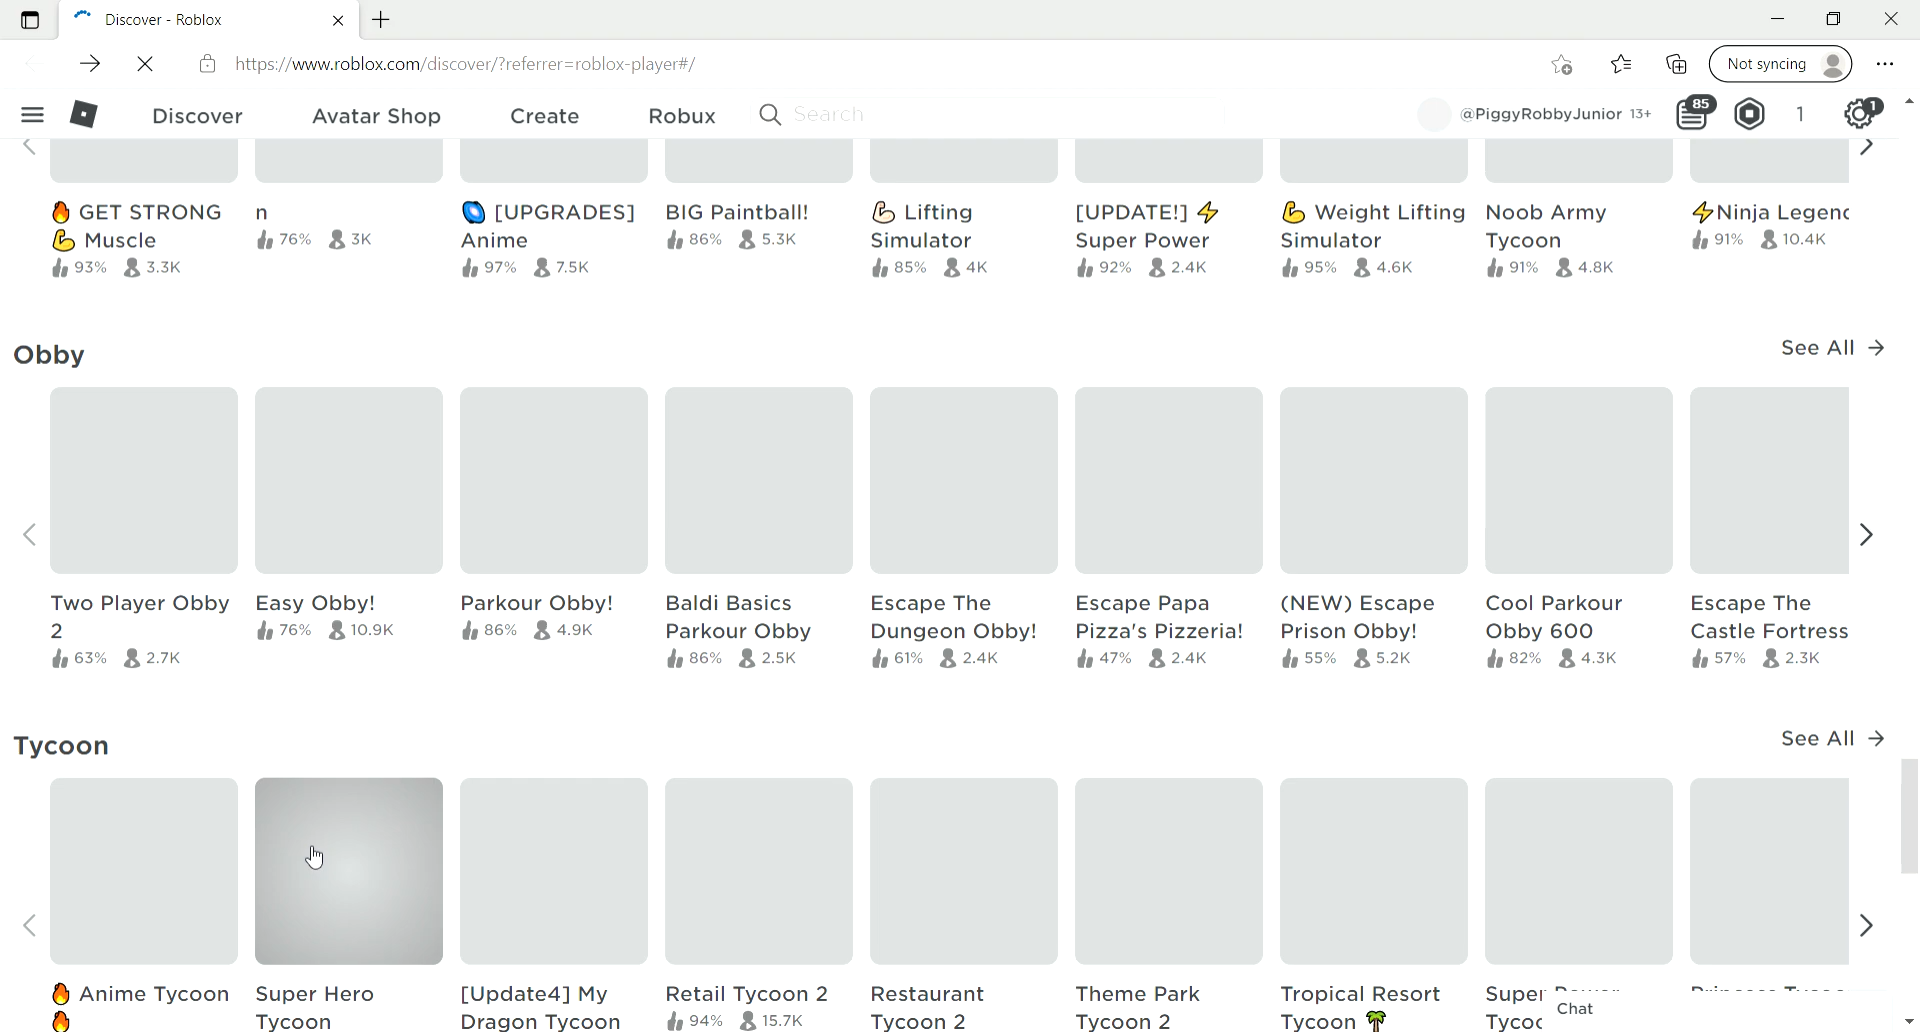 Discover - Roblox
https://www.roblox.com/discover/?referrer=roblox-player#/
Not syncing
Discover Avatar Shop Create Robux Search @PiggyRobbyJunior 13+ 85 1 1
🔥 GET STRONG
💪 Muscle
93% 3.3K
n
76% 3K
[UPGRADES]
Anime
97% 7.5K
BIG Paintball!
86% 5.3K
💪🏻 Lifting
Simulator
85% 4K
[UPDATE!] ⚡
Super Power
92% 2.4K
💪 Weight Lifting
Simulator
95% 4.6K
Noob Army
Tycoon
91% 4.8K
⚡Ninja Legend
91% 10.4K
Obby
See All →
Two Player Obby
2
63% 2.7K
Easy Obby!
76% 10.9K
Parkour Obby!
86% 4.9K
Baldi Basics
Parkour Obby
86% 2.5K
Escape The
Dungeon Obby!
61% 2.4K
Escape Papa
Pizza's Pizzeria!
47% 2.4K
(NEW) Escape
Prison Obby!
55% 5.2K
Cool Parkour
Obby 600
82% 4.3K
Escape The
Castle Fortress
57% 2.3K
Tycoon
See All →
🔥 Anime Tycoon
🔥
Super Hero
Tycoon
[Update4] My
Dragon Tycoon
Retail Tycoon 2
94% 15.7K
Restaurant
Tycoon 2
Theme Park
Tycoon 2
Tropical Resort
Tycoon 🌴
Super
Tycoo
Chat